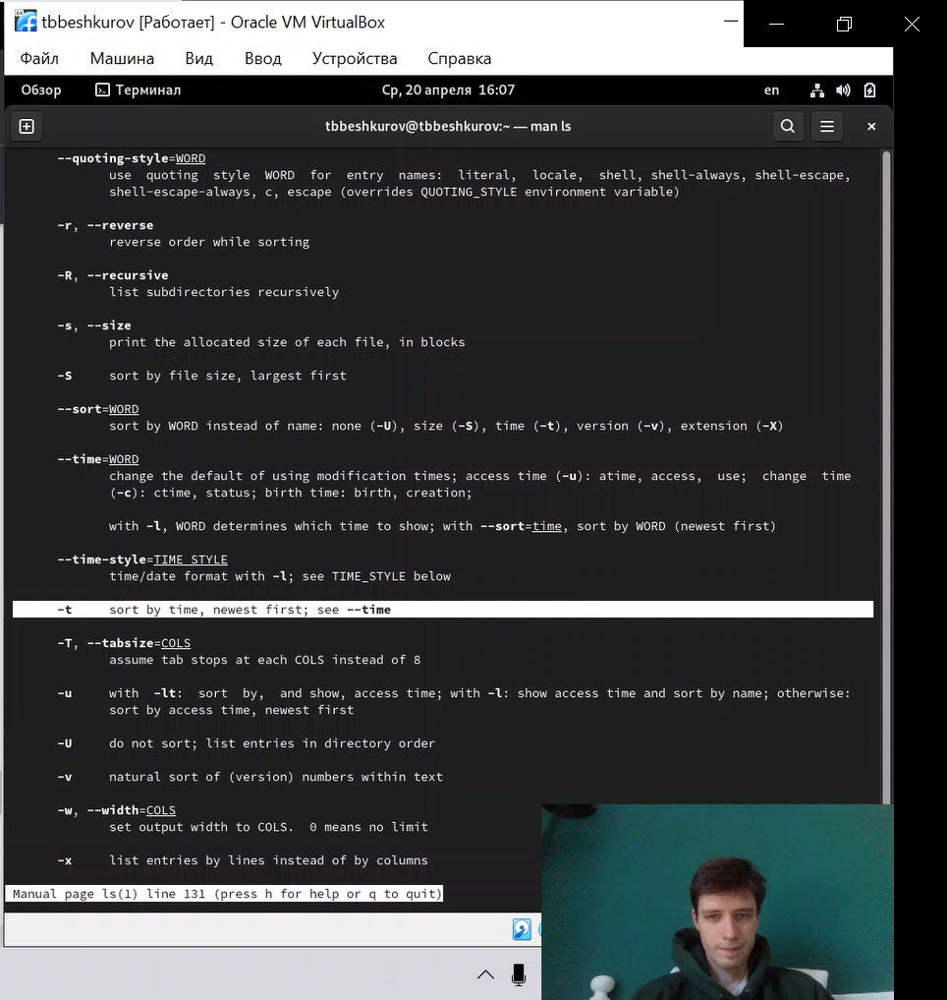 tbbeshkurov [Работает] - Oracle VM VirtualBox
Файл Машина Вид Ввод Устройства Справка
Обзор Терминал Ср, 20 апреля 16:07 en
tbbeshkurov@tbbeshkurov:~ — man ls
--quoting-style=WORD
use quoting style WORD for entry names: literal, locale, shell, shell-always, shell-escape,
shell-escape-always, c, escape (overrides QUOTING_STYLE environment variable)
-r, --reverse
reverse order while sorting
-R, --recursive
list subdirectories recursively
-s, --size
print the allocated size of each file, in blocks
-S sort by file size, largest first
--sort=WORD
sort by WORD instead of name: none (-U), size (-S), time (-t), version (-v), extension (-X)
--time=WORD
change the default of using modification times; access time (-u): atime, access, use; change time
(-c): ctime, status; birth time: birth, creation;
with -l, WORD determines which time to show; with --sort=time, sort by WORD (newest first)
--time-style=TIME_STYLE
time/date format with -l; see TIME_STYLE below
-t sort by time, newest first; see --time
-T, --tabsize=COLS
assume tab stops at each COLS instead of 8
-u with -lt: sort by, and show, access time; with -l: show access time and sort by name; otherwise:
sort by access time, newest first
-U do not sort; list entries in directory order
-v natural sort of (version) numbers within text
-w, --width=COLS
set output width to COLS. 0 means no limit
-x list entries by lines instead of by columns
Manual page ls(1) line 131 (press h for help or q to quit)